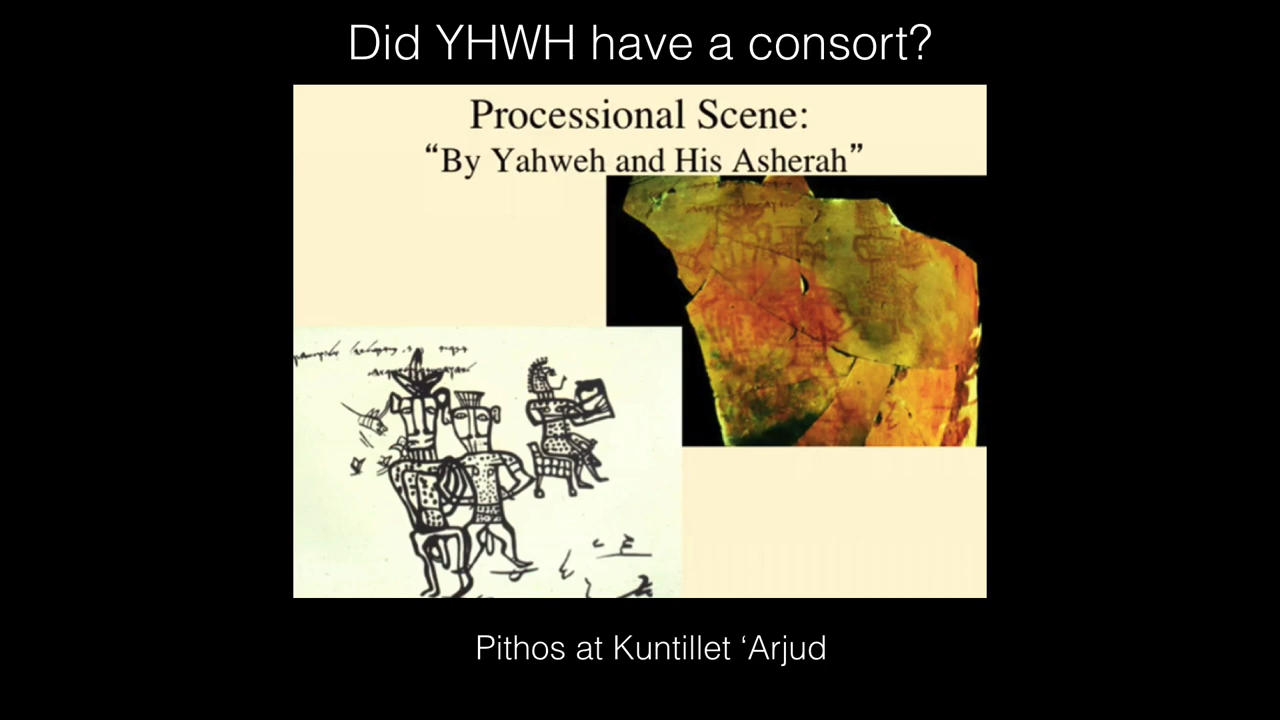 Did YHWH have a consort?
Processional Scene:
“By Yahweh and His Asherah”
Pithos at Kuntillet ‘Arjud